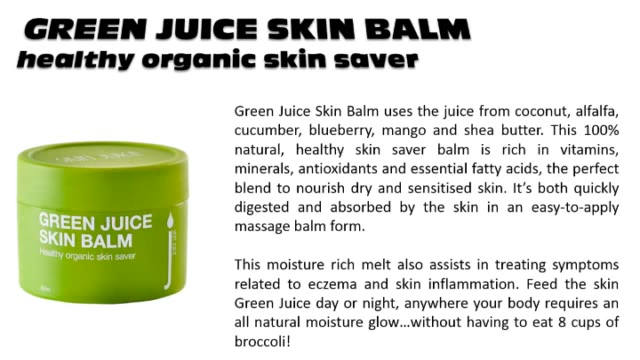 GREEN JUICE SKIN BALM
healthy organic skin saver
Green Juice Skin Balm uses the juice from coconut, alfalfa,
cucumber, blueberry, mango and shea butter. This 100%
natural, healthy skin saver balm is rich in vitamins,
minerals, antioxidants and essential fatty acids, the perfect
blend to nourish dry and sensitised skin. It’s both quickly
digested and absorbed by the skin in an easy-to-apply
massage balm form.
This moisture rich melt also assists in treating symptoms
related to eczema and skin inflammation. Feed the skin
Green Juice day or night, anywhere your body requires an
all natural moisture glow…without having to eat 8 cups of
broccoli!
GREEN JUICE
SKIN BALM
Healthy organic skin saver